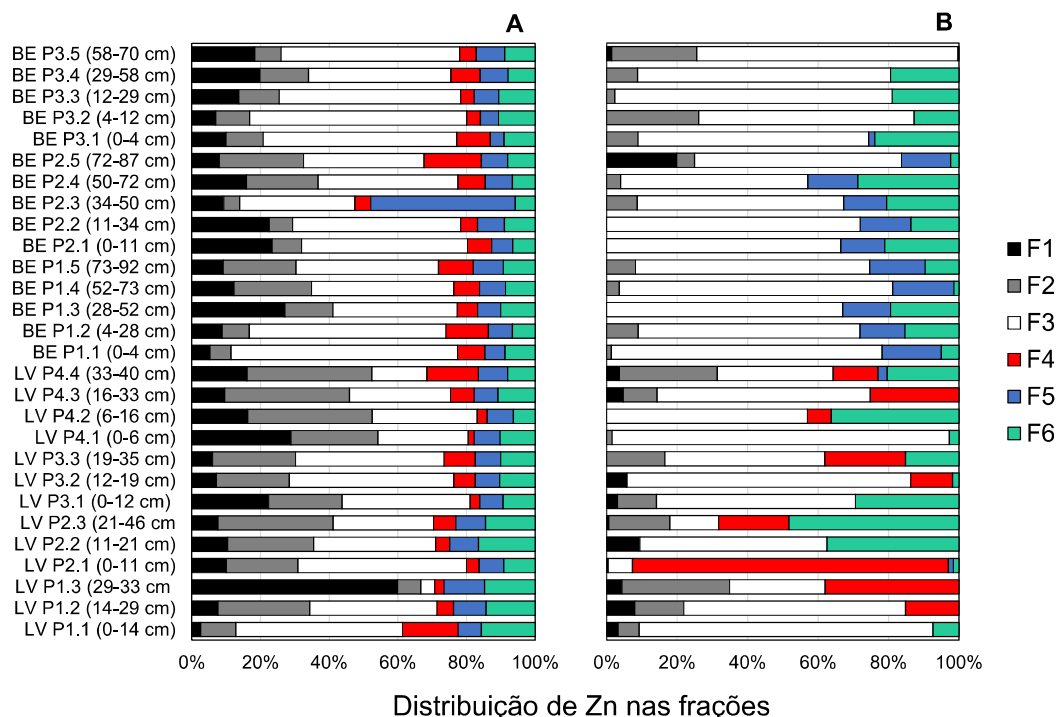 A
B
BE P3.5 (58-70 cm)
BE P3.4 (29-58 cm)
BE P3.3 (12-29 cm)
BE P3.2 (4-12 cm)
BE P3.1 (0-4 cm)
BE P2.5 (72-87 cm)
BE P2.4 (50-72 cm)
BE P2.3 (34-50 cm)
BE P2.2 (11-34 cm)
BE P2.1 (0-11 cm)
BE P1.5 (73-92 cm)
BE P1.4 (52-73 cm)
BE P1.3 (28-52 cm)
BE P1.2 (4-28 cm)
BE P1.1 (0-4 cm)
LV P4.4 (33-40 cm)
LV P4.3 (16-33 cm)
LV P4.2 (6-16 cm)
LV P4.1 (0-6 cm)
LV P3.3 (19-35 cm)
LV P3.2 (12-19 cm)
LV P3.1 (0-12 cm)
LV P2.3 (21-46 cm
LV P2.2 (11-21 cm)
LV P2.1 (0-11 cm)
LV P1.3 (29-33 cm
LV P1.2 (14-29 cm)
LV P1.1 (0-14 cm)
F1
F2
F3
F4
F5
F6
0% 20% 40% 60% 80% 100%
0% 20% 40% 60% 80% 100%
Distribuição de Zn nas frações